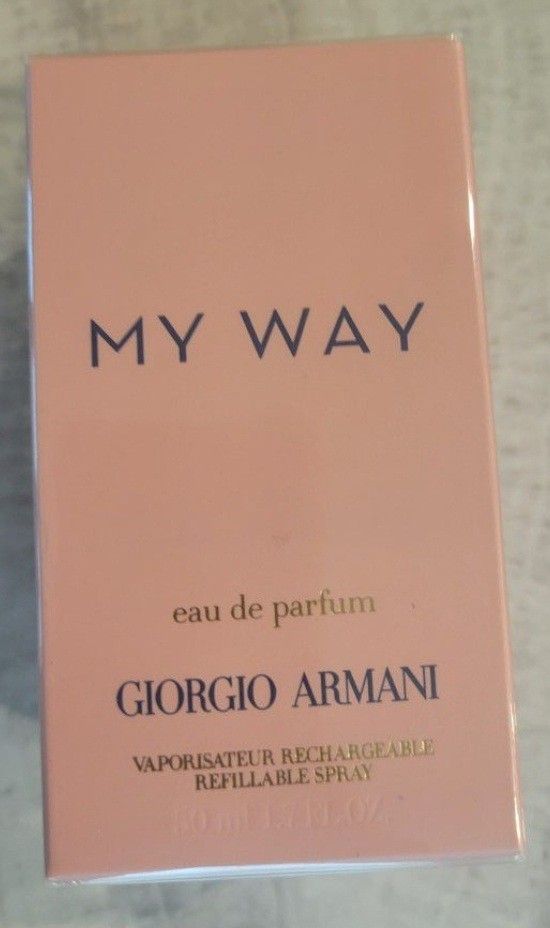 MY WAY
eau de parfum
GIORGIO ARMANI
VAPORISATEUR RECHARGEABLE
REFILLABLE SPRAY